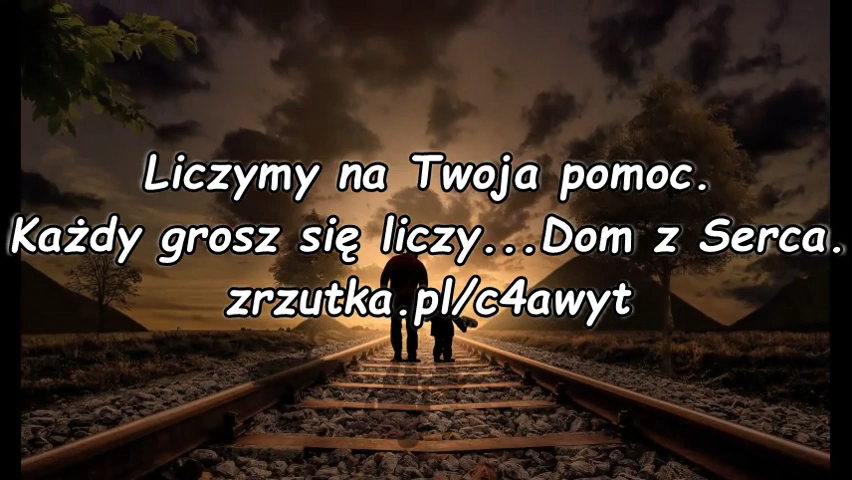 Liczymy na Twoja pomoc.
Każdy grosz się liczy...Dom z Serca.
zrzutka.pl/c4awyt